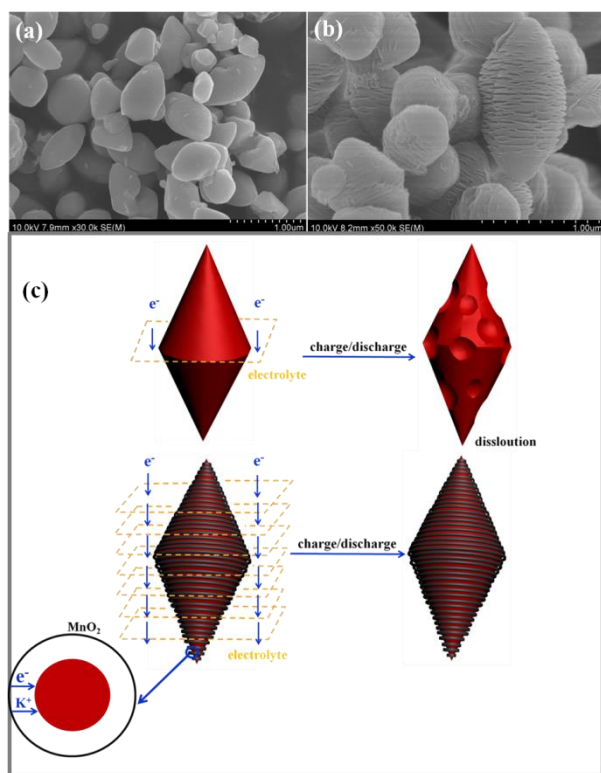 (a)
(b)
10.0kV 7.9mm x30.0k SE(M) 1.00um
10.0kV 8.2mm x50.0k SE(M) 1.00um
(c)
e⁻ e⁻
charge/discharge
electrolyte
dissloution
e⁻ e⁻
charge/discharge
MnO₂
electrolyte
e⁻
K⁺